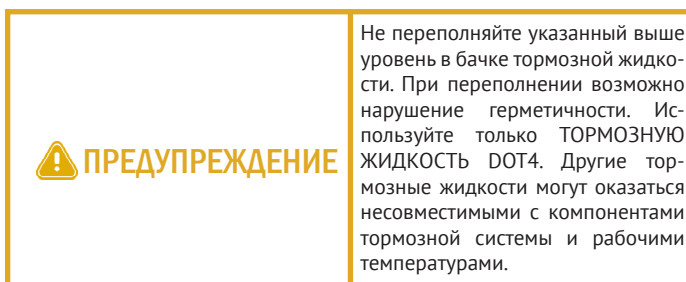 ПРЕДУПРЕЖДЕНИЕ
Не переполняйте указанный выше
уровень в бачке тормозной жидко-
сти. При переполнении возможно
нарушение герметичности. Ис-
пользуйте только ТОРМОЗНУЮ
ЖИДКОСТЬ DOT4. Другие тор-
мозные жидкости могут оказаться
несовместимыми с компонентами
тормозной системы и рабочими
температурами.